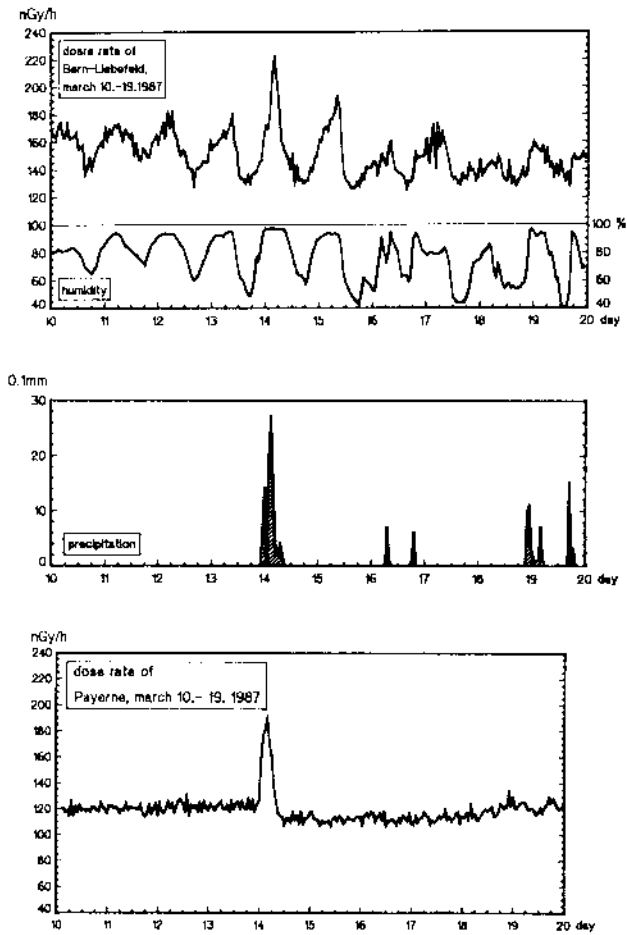 nGy/h
240
220
200
180
160
140
120
100
80
60
40
dose rate of
Bern-Liebefeld,
march 10.-19.1987
humidity
100 %
80
60
40
10 11 12 13 14 15 16 17 18 19 20 day
0.1mm
30
20
10
0
precipitation
10 11 12 13 14 15 16 17 18 19 20 day
nGy/h
240
220
200
180
160
140
120
100
80
60
40
dose rate of
Payerne, march 10.- 19. 1987
10 11 12 13 14 15 16 17 18 19 20 day